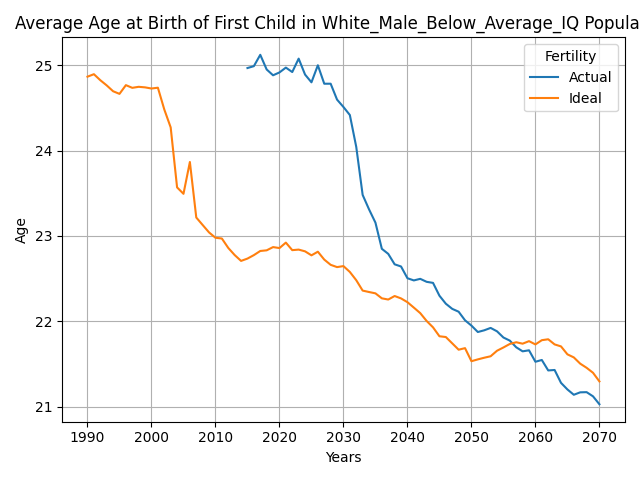 Average Age at Birth of First Child in White_Male_Below_Average_IQ Popula
Fertility
Actual
Ideal
Age
25
24
23
22
21
1990 2000 2010 2020 2030 2040 2050 2060 2070
Years